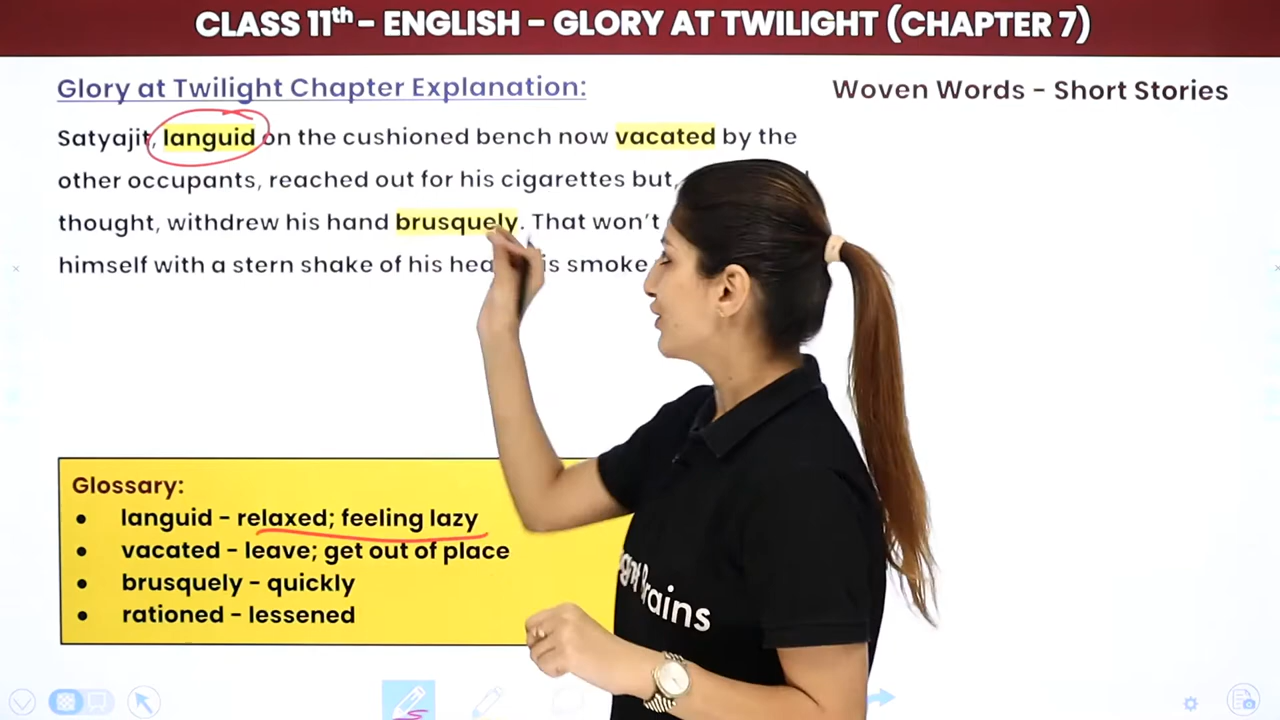 CLASS 11th - ENGLISH - GLORY AT TWILIGHT (CHAPTER 7)
Glory at Twilight Chapter Explanation:
Woven Words - Short Stories
Satyajit, languid on the cushioned bench now vacated by the
other occupants, reached out for his cigarettes but,
thought, withdrew his hand brusquely. That won't
himself with a stern shake of his smoke
Glossary:
• languid - relaxed; feeling lazy
• vacated - leave; get out of place
• brusquely - quickly
• rationed - lessened